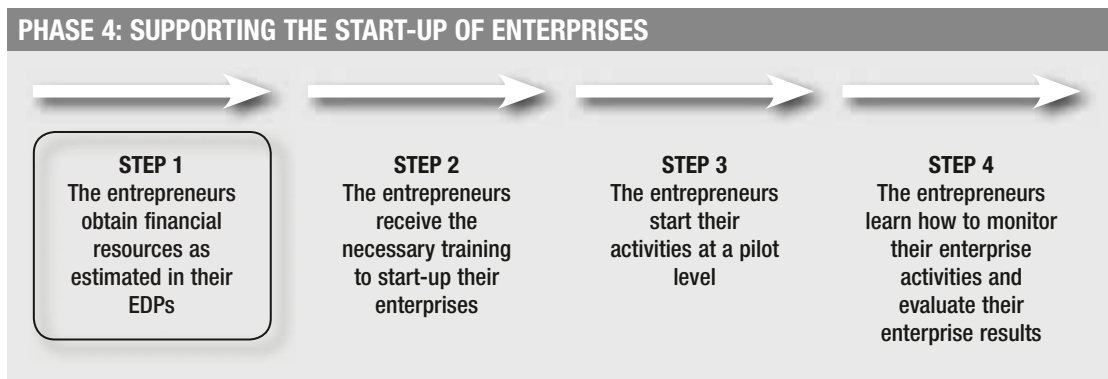 PHASE 4: SUPPORTING THE START-UP OF ENTERPRISES
STEP 1
The entrepreneurs
obtain financial
resources as
estimated in their
EDPs
STEP 2
The entrepreneurs
receive the
necessary training
to start-up their
enterprises
STEP 3
The entrepreneurs
start their
activities at a pilot
level
STEP 4
The entrepreneurs
learn how to monitor
their enterprise
activities and
evaluate their
enterprise results